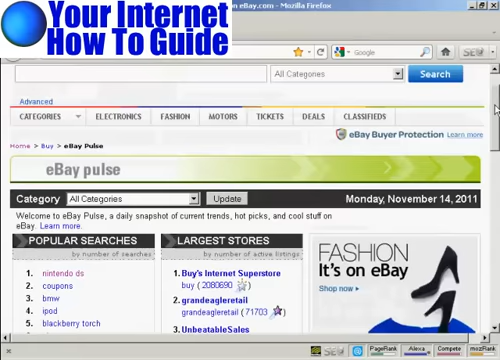 on eBay.com - Mozilla Firefox
Your Internet
How To Guide
Google
All Categories
Search
Advanced
CATEGORIES ELECTRONICS FASHION MOTORS TICKETS DEALS CLASSIFIEDS
eBay Buyer Protection Learn more
Home > Buy > eBay Pulse
eBay pulse
Category All Categories Update Monday, November 14, 2011
Welcome to eBay Pulse, a daily snapshot of current trends, hot picks, and cool stuff on
eBay. Learn more.
POPULAR SEARCHES
by number of searches
1. nintendo ds
2. coupons
3. bmw
4. ipod
5. blackberry torch
LARGEST STORES
by number of active listings
1. Buy's Internet Superstore
buy ( 2080690 )
2. grandeagleretail
grandeagleretail ( 71703 )
3. UnbeatableSales
FASHION
It's on eBay
Shop now >
PageRank Alexa Compete mozRank